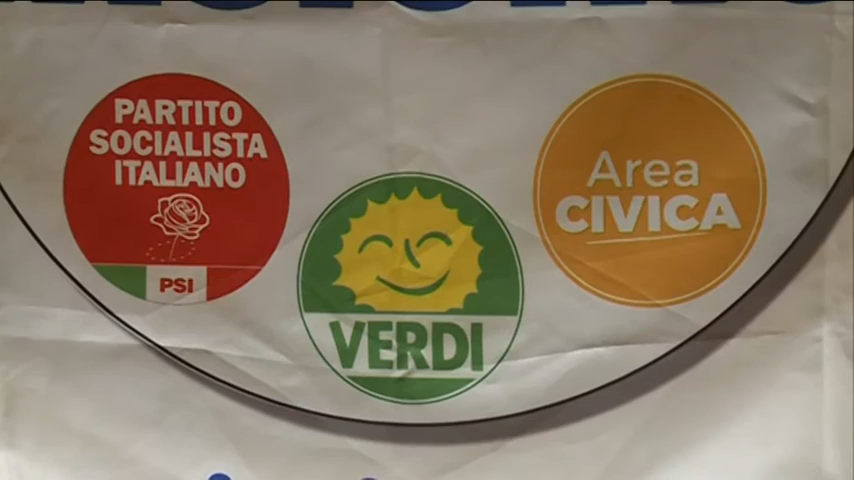 PARTITO
SOCIALISTA
ITALIANO
PSI
VERDI
Area
CIVICA